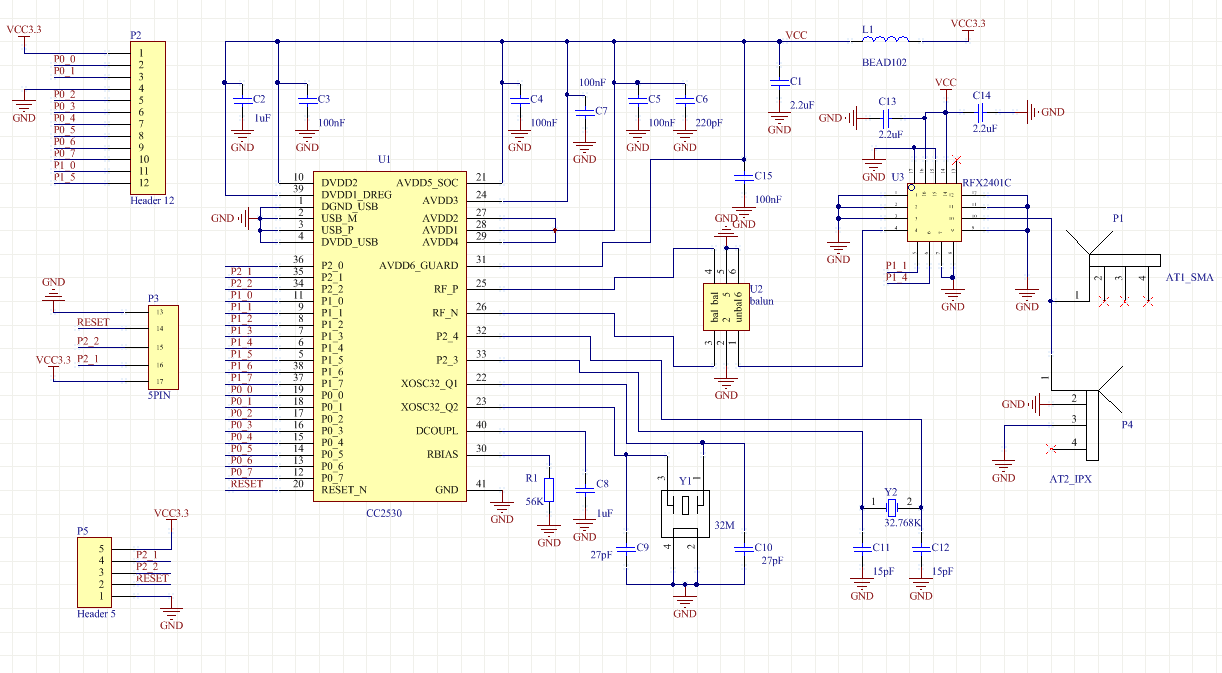 VCC3.3
P2
P0_0
P0_1
GND
P0_2
P0_3
P0_4
P0_5
P0_6
P0_7
P1_0
P1_5
1
2
3
4
5
6
7
8
9
10
11
12
Header 12
GND
P3
RESET
P2_2
VCC3.3
P2_1
13
14
15
16
17
5PIN
VCC3.3
P5
5
4
3
2
1
P2_1
P2_2
RESET
Header 5
GND
C2
1uF
GND
C3
100nF
GND
C4
100nF
GND
100nF
C7
GND
C5
100nF
GND
C6
220pF
GND
VCC
C1
2.2uF
GND
L1
BEAD102
VCC3.3
C15
100nF
GND
U1
10 DVDD2
39 DVDD1_DREG
1 DGND_USB
GND
2 USB_M
3 USB_P
4 DVDD_USB
36 P2_0
P2_1 35 P2_1
P2_2 34 P2_2
P1_0 11 P1_0
P1_1 9 P1_1
P1_2 8 P1_2
P1_3 7 P1_3
P1_4 6 P1_4
P1_5 5 P1_5
P1_6 38 P1_6
P1_7 37 P1_7
P0_0 19 P0_0
P0_1 18 P0_1
P0_2 17 P0_2
P0_3 16 P0_3
P0_4 15 P0_4
P0_5 14 P0_5
P0_6 13 P0_6
P0_7 12 P0_7
RESET 20 RESET_N
AVDD5_SOC 21
AVDD3 24
AVDD2 27
AVDD1 28
AVDD4 29
AVDD6_GUARD 31
RF_P 25
RF_N 26
P2_4 32
P2_3 33
XOSC32_Q1 22
XOSC32_Q2 23
DCOUPL 40
RBIAS 30
GND 41
CC2530
GND
R1
56K
GND
C8
1uF
GND
GND
4
5
6
U2
balun
bal
bal
5
2
unbal6
3
2
1
GND
Y1
3
1
32M
4
2
C9
27pF
C10
27pF
GND
Y2
1
2
32.768K
C11
15pF
GND
C12
15pF
GND
VCC
C13
2.2uF
GND
C14
2.2uF
GND
GND
U3
RFX2401C
GND
P1_1
P1_4
GND
GND
P1
AT1_SMA
1
2
3
4
1
GND
2
3
4
P4
GND
AT2_IPX